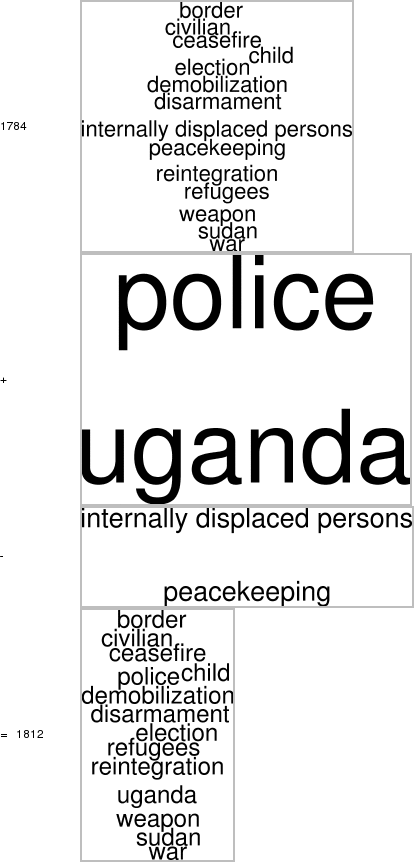 border
civilian
ceasefire
child
election
demobilization
disarmament
1784
internally displaced persons
peacekeeping
reintegration
refugees
weapon
sudan
war
police
+
uganda
internally displaced persons
-
peacekeeping
border
civilian
ceasefire
police child
demobilization
disarmament
= 1812
election
refugees
reintegration
uganda
weapon
sudan
war